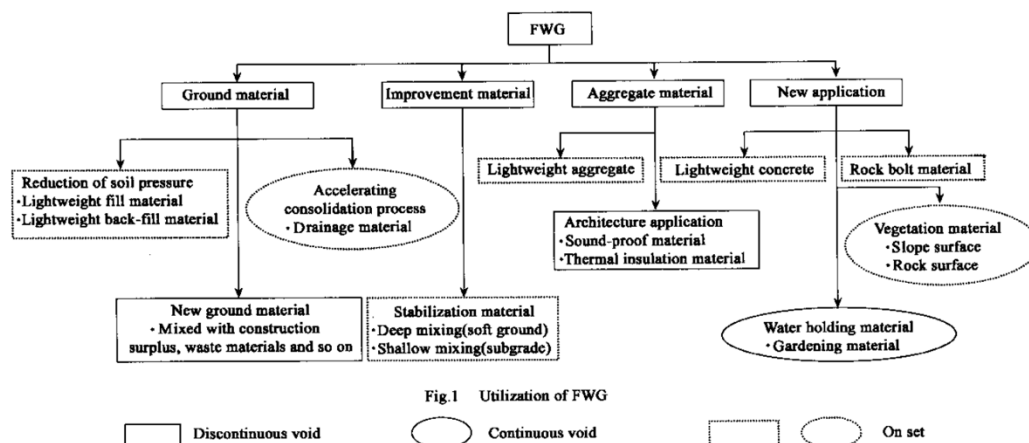 FWG
Ground material
Improvement material
Aggregate material
New application
Reduction of soil pressure
・Lightweight fill material
・Lightweight back-fill material
Accelerating
consolidation process
・Drainage material
Lightweight aggregate
Lightweight concrete
Rock bolt material
Architecture application
・Sound-proof material
・Thermal insulation material
Vegetation material
・Slope surface
・Rock surface
New ground material
・Mixed with construction
surplus, waste materials and so on
Stabilization material
・Deep mixing(soft ground)
・Shallow mixing(subgrade)
Water holding material
・Gardening material
Fig.1 Utilization of FWG
Discontinuous void
Continuous void
On set